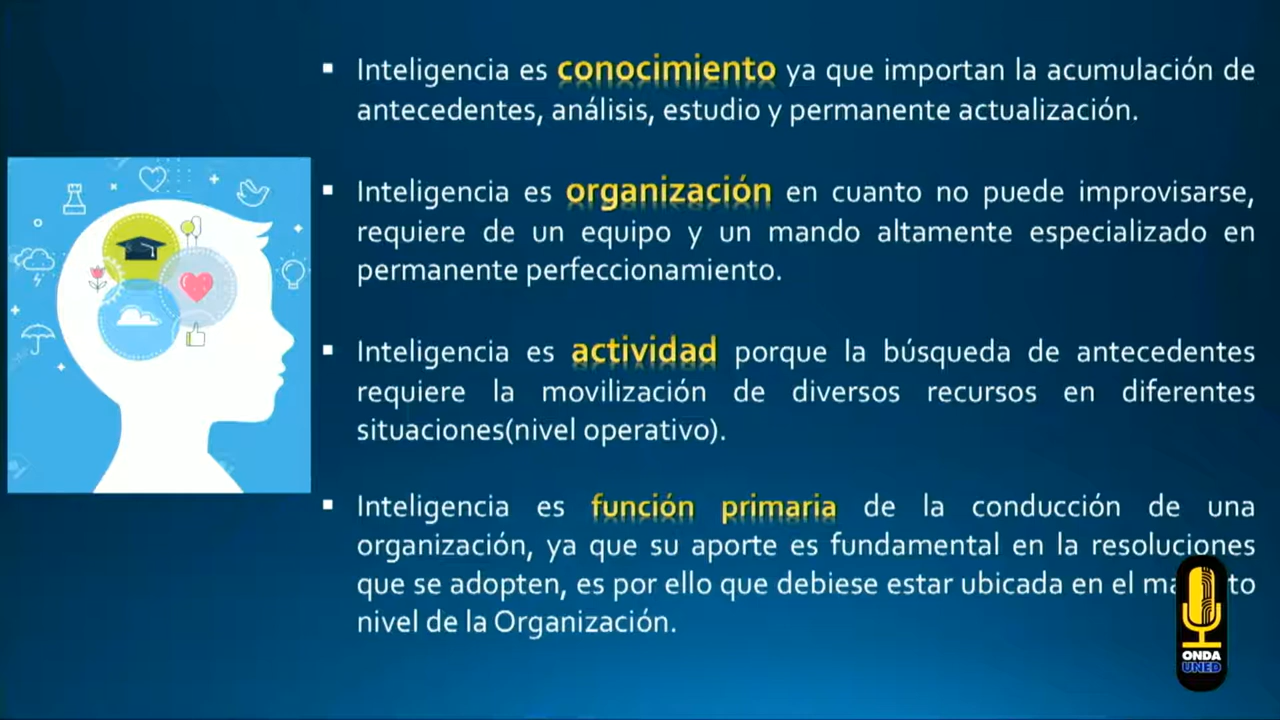 Inteligencia es conocimiento ya que importan la acumulación de
antecedentes, análisis, estudio y permanente actualización.
Inteligencia es organización en cuanto no puede improvisarse,
requiere de un equipo y un mando altamente especializado en
permanente perfeccionamiento.
Inteligencia es actividad porque la búsqueda de antecedentes
requiere la movilización de diversos recursos en diferentes
situaciones(nivel operativo).
Inteligencia es función primaria de la conducción de una
organización, ya que su aporte es fundamental en la resoluciones
que se adopten, es por ello que debiese estar ubicada en el
nivel de la Organización.
ONDA
UNED